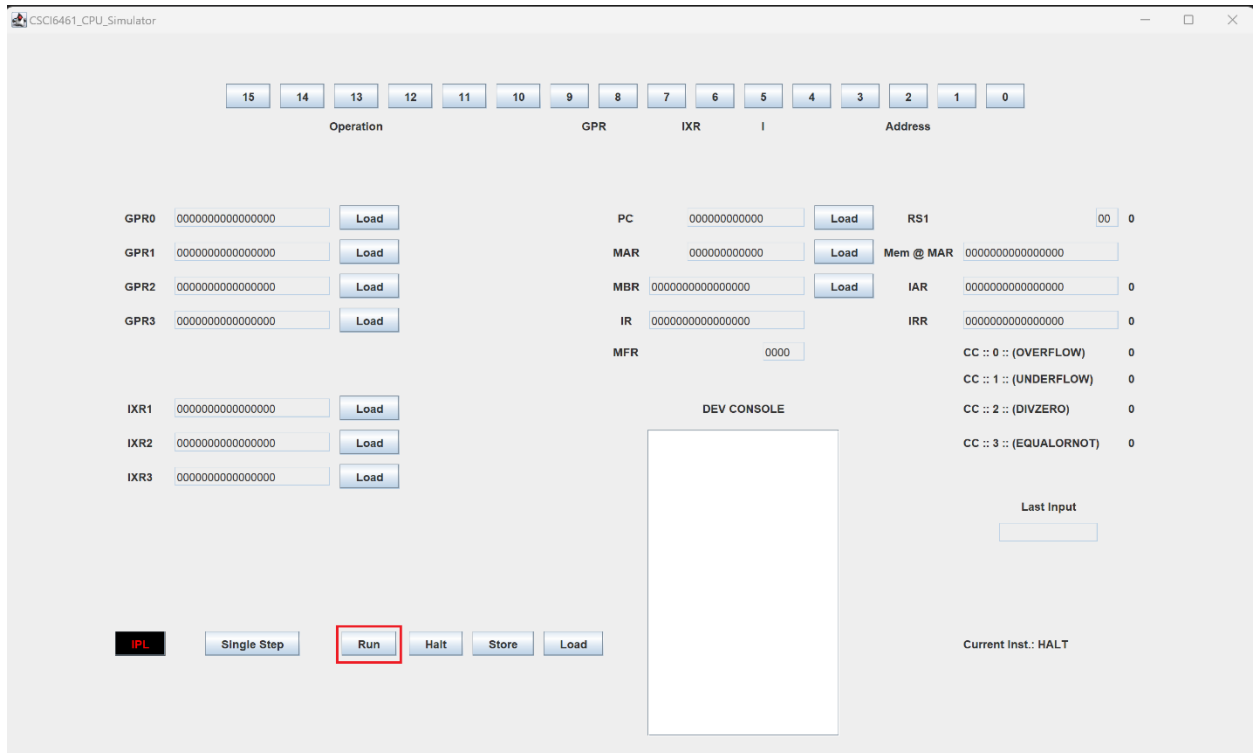 CSCI6461_CPU_Simulator
15 14 13 12 11 10 9 8 7 6 5 4 3 2 1 0
Operation GPR IXR I Address
GPR0 0000000000000000 Load PC 000000000000 Load RS1 00 0
GPR1 0000000000000000 Load MAR 000000000000 Load Mem @ MAR 0000000000000000
GPR2 0000000000000000 Load MBR 0000000000000000 Load IAR 0000000000000000 0
GPR3 0000000000000000 Load IR 0000000000000000 IRR 0000000000000000 0
MFR 0000 CC :: 0 :: (OVERFLOW) 0
CC :: 1 :: (UNDERFLOW) 0
IXR1 0000000000000000 Load DEV CONSOLE CC :: 2 :: (DIVZERO) 0
IXR2 0000000000000000 Load CC :: 3 :: (EQUALORNOT) 0
IXR3 0000000000000000 Load
Last Input
IPL Single Step Run Halt Store Load Current Inst.: HALT